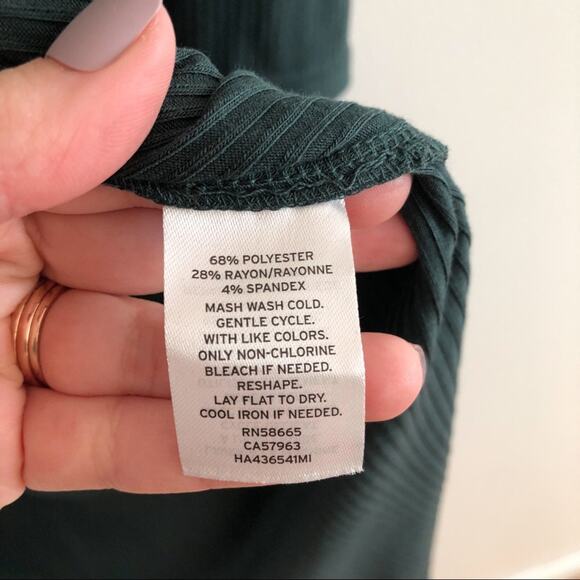 68% POLYESTER
28% RAYON/RAYONNE
4% SPANDEX
MASH WASH COLD.
GENTLE CYCLE.
WITH LIKE COLORS.
ONLY NON-CHLORINE
BLEACH IF NEEDED.
RESHAPE.
LAY FLAT TO DRY.
COOL IRON IF NEEDED.
RN58665
CA57963
HA436541MI